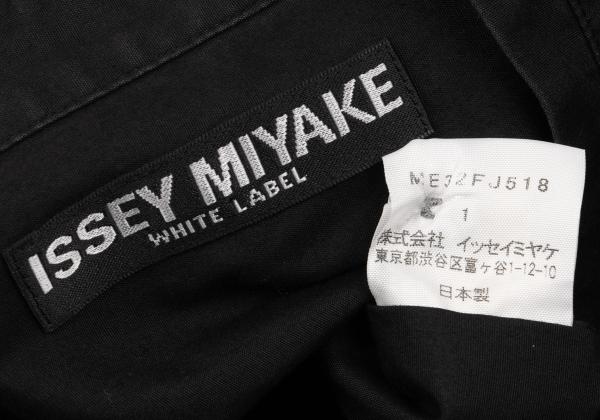 ISSEY MIYAKE
WHITE LABEL
ME32FJ518
1
株式会社 イッセイミヤケ
東京都渋谷区富ヶ谷1-12-10
日本製